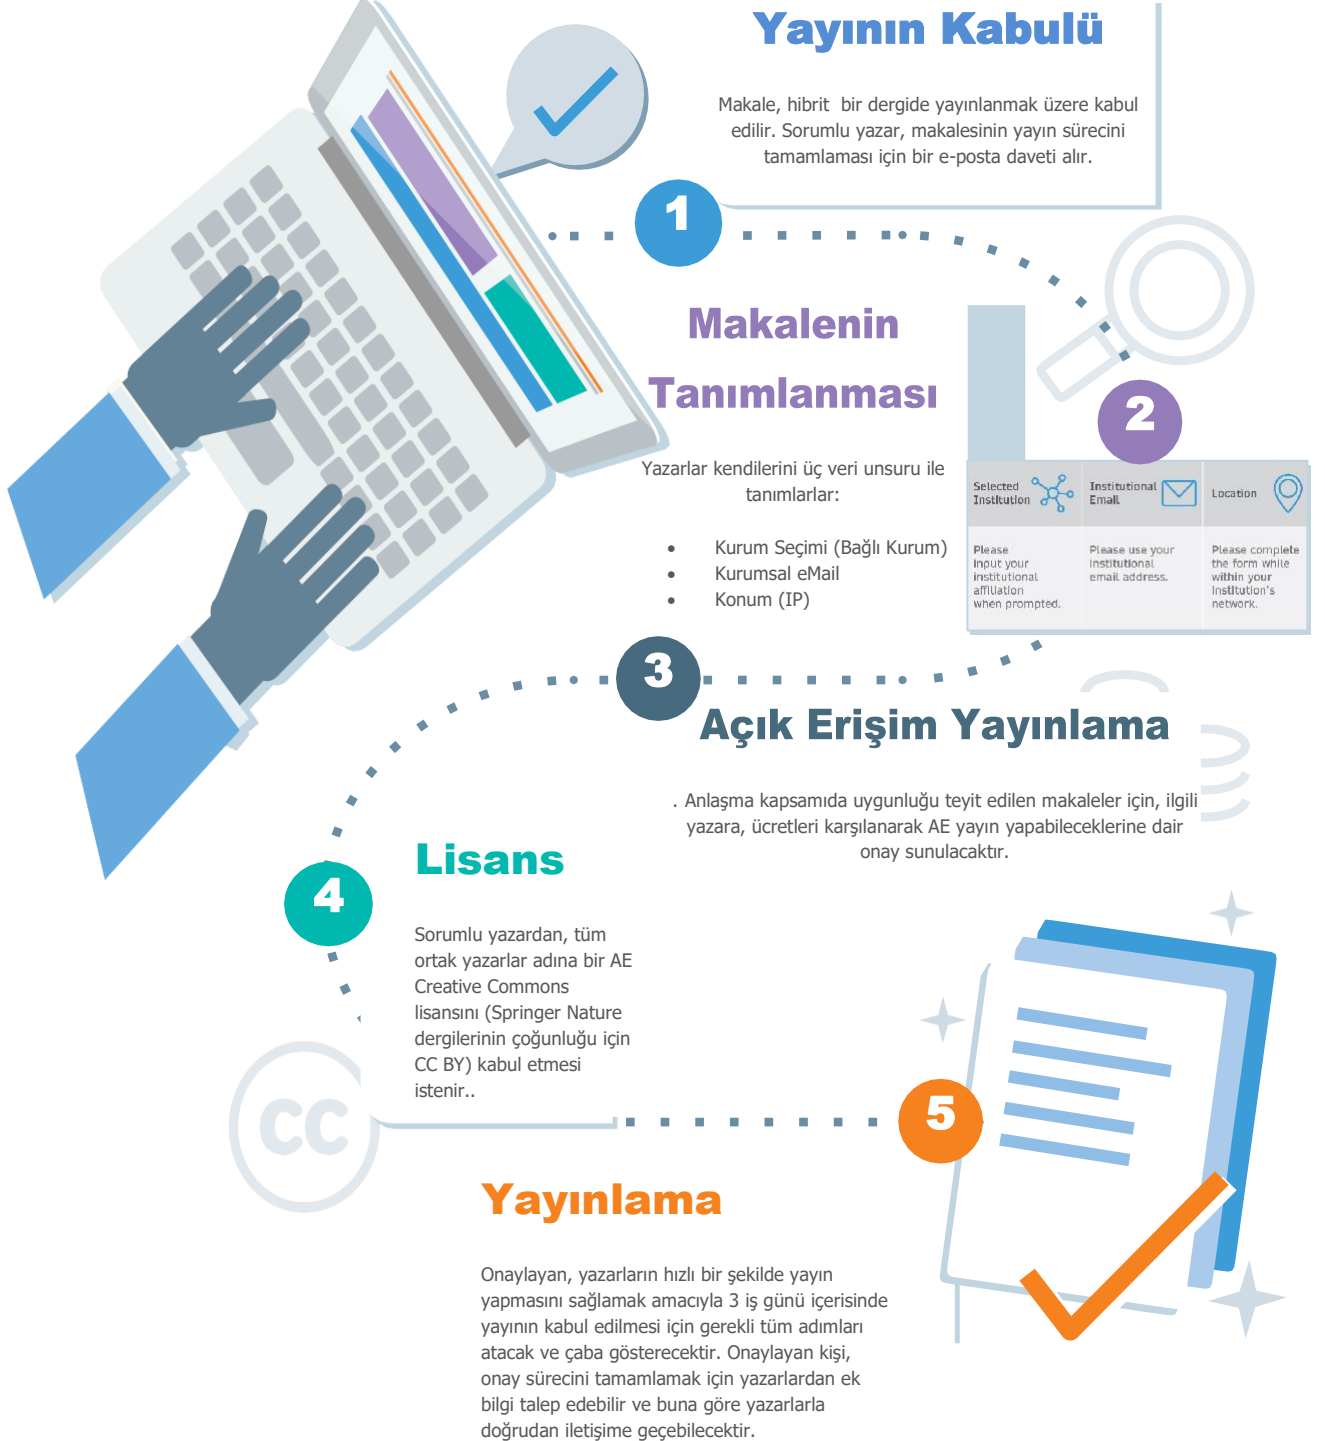 Yayının Kabulü
Makale, hibrit  bir dergide yayınlanmak üzere kabul
edilir. Sorumlu yazar, makalesinin yayın sürecini
tamamlaması için bir e-posta daveti alır.
1
Makalenin
Tanımlanması
2
Yazarlar kendilerini üç veri unsuru ile
tanımlarlar:
• Kurum Seçimi (Bağlı Kurum)
• Kurumsal eMail
• Konum (IP)
Selected
Institution
Institutional
Email
Location
Please
input your
institutional
affiliation
when prompted.
Please use your
institutional
email address.
Please complete
the form while
within your
institution's
network.
3
Açık Erişim Yayınlama
. Anlaşma kapsamıda uygunluğu teyit edilen makaleler için, ilgili
yazara, ücretleri karşılanarak AE yayın yapabileceklerine dair
onay sunulacaktır.
4
Lisans
Sorumlu yazardan, tüm
ortak yazarlar adına bir AE
Creative Commons
lisansını (Springer Nature
dergilerinin çoğunluğu için
CC BY) kabul etmesi
istenir..
CC
5
Yayınlama
Onaylayan, yazarların hızlı bir şekilde yayın
yapmasını sağlamak amacıyla 3 iş günü içerisinde
yayının kabul edilmesi için gerekli tüm adımları
atacak ve çaba gösterecektir. Onaylayan kişi,
onay sürecini tamamlamak için yazarlardan ek
bilgi talep edebilir ve buna göre yazarlarla
doğrudan iletişime geçebilecektir.